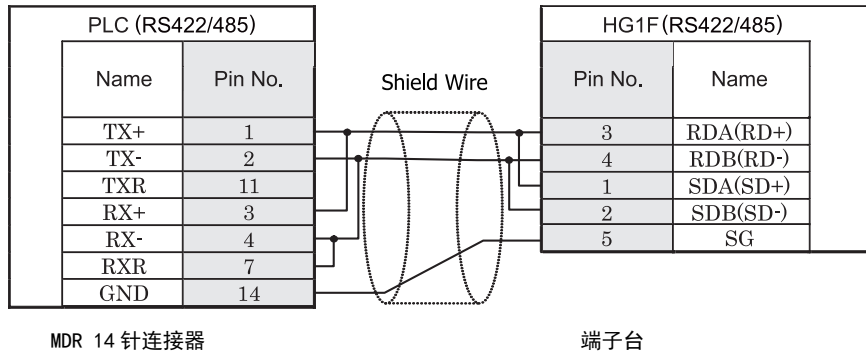 PLC (RS422/485)
HG1F(RS422/485)
Name Pin No.
Shield Wire
Pin No. Name
TX+ 1
3 RDA(RD+)
TX- 2
4 RDB(RD-)
TXR 11
1 SDA(SD+)
RX+ 3
2 SDB(SD-)
RX- 4
5 SG
RXR 7
GND 14
MDR 14 针连接器
端子台